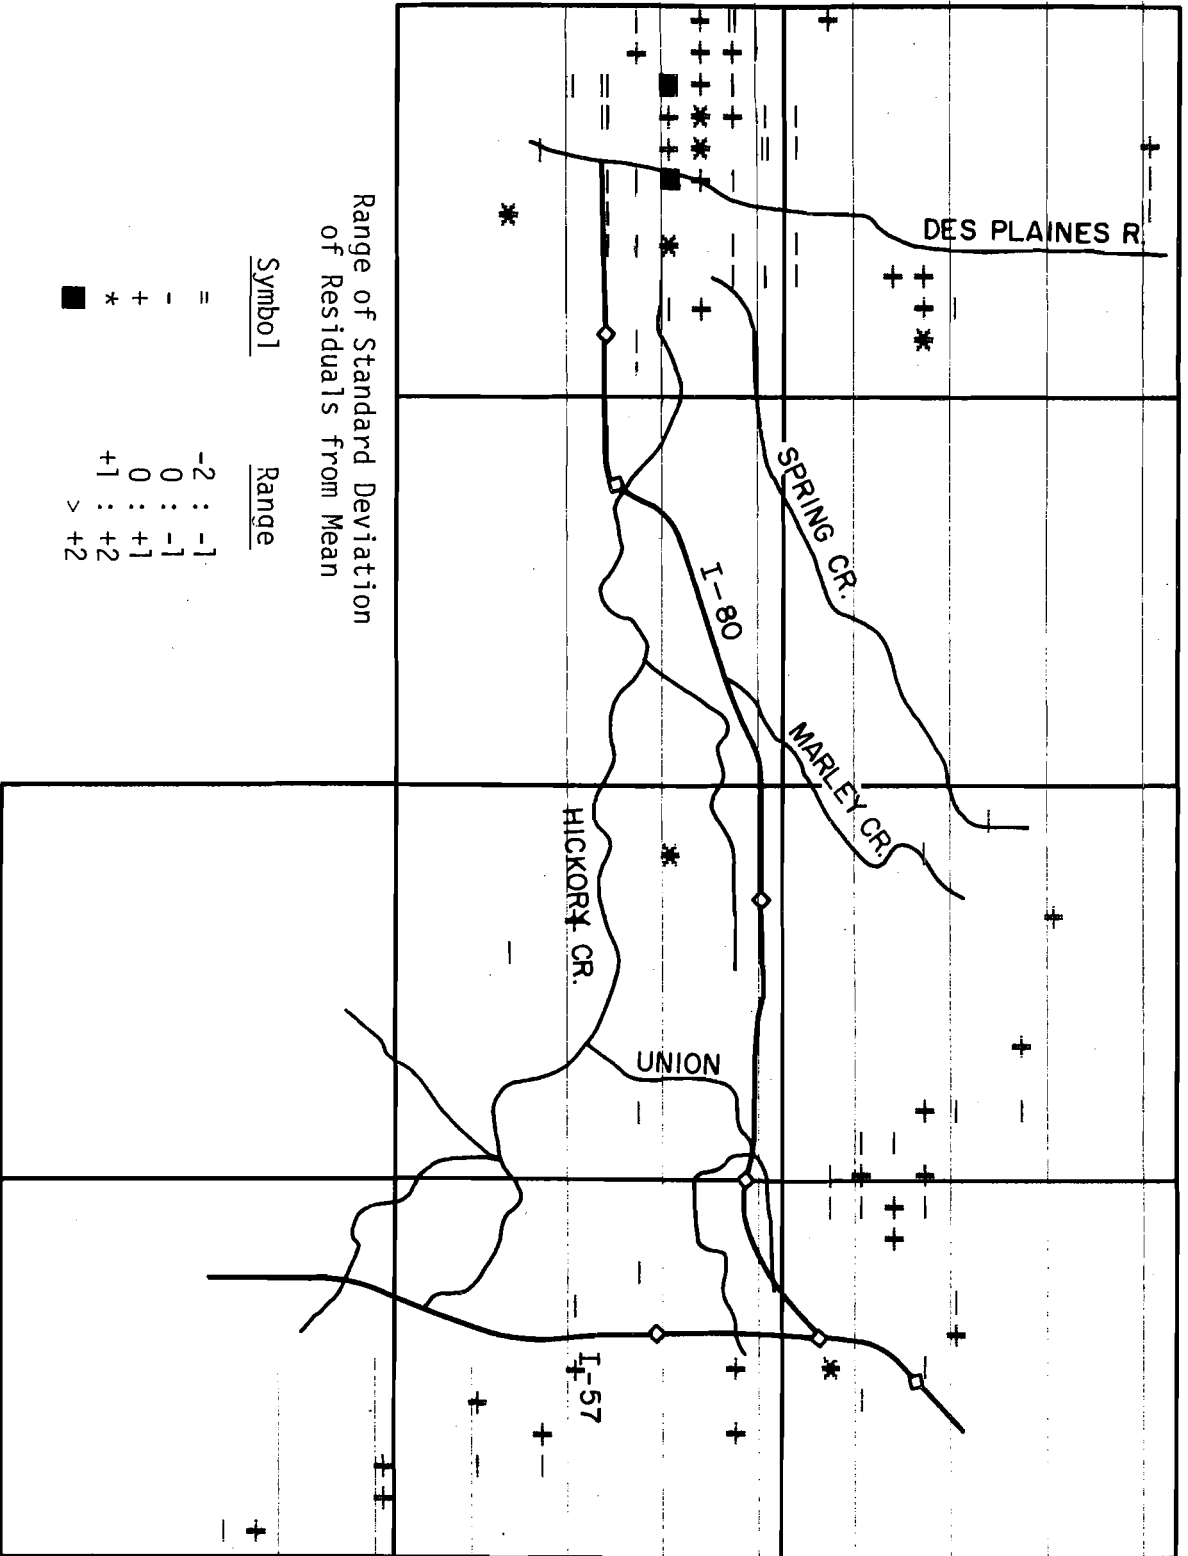 DES PLAINES R.
SPRING CR.
I-80
MARLEY CR.
HICKORY CR.
UNION
I-57
Range of Standard Deviation
of Residuals from Mean
Symbol Range
= -2 : -1
- 0 : -1
+ 0 : +1
* +1 : +2
■ > +2